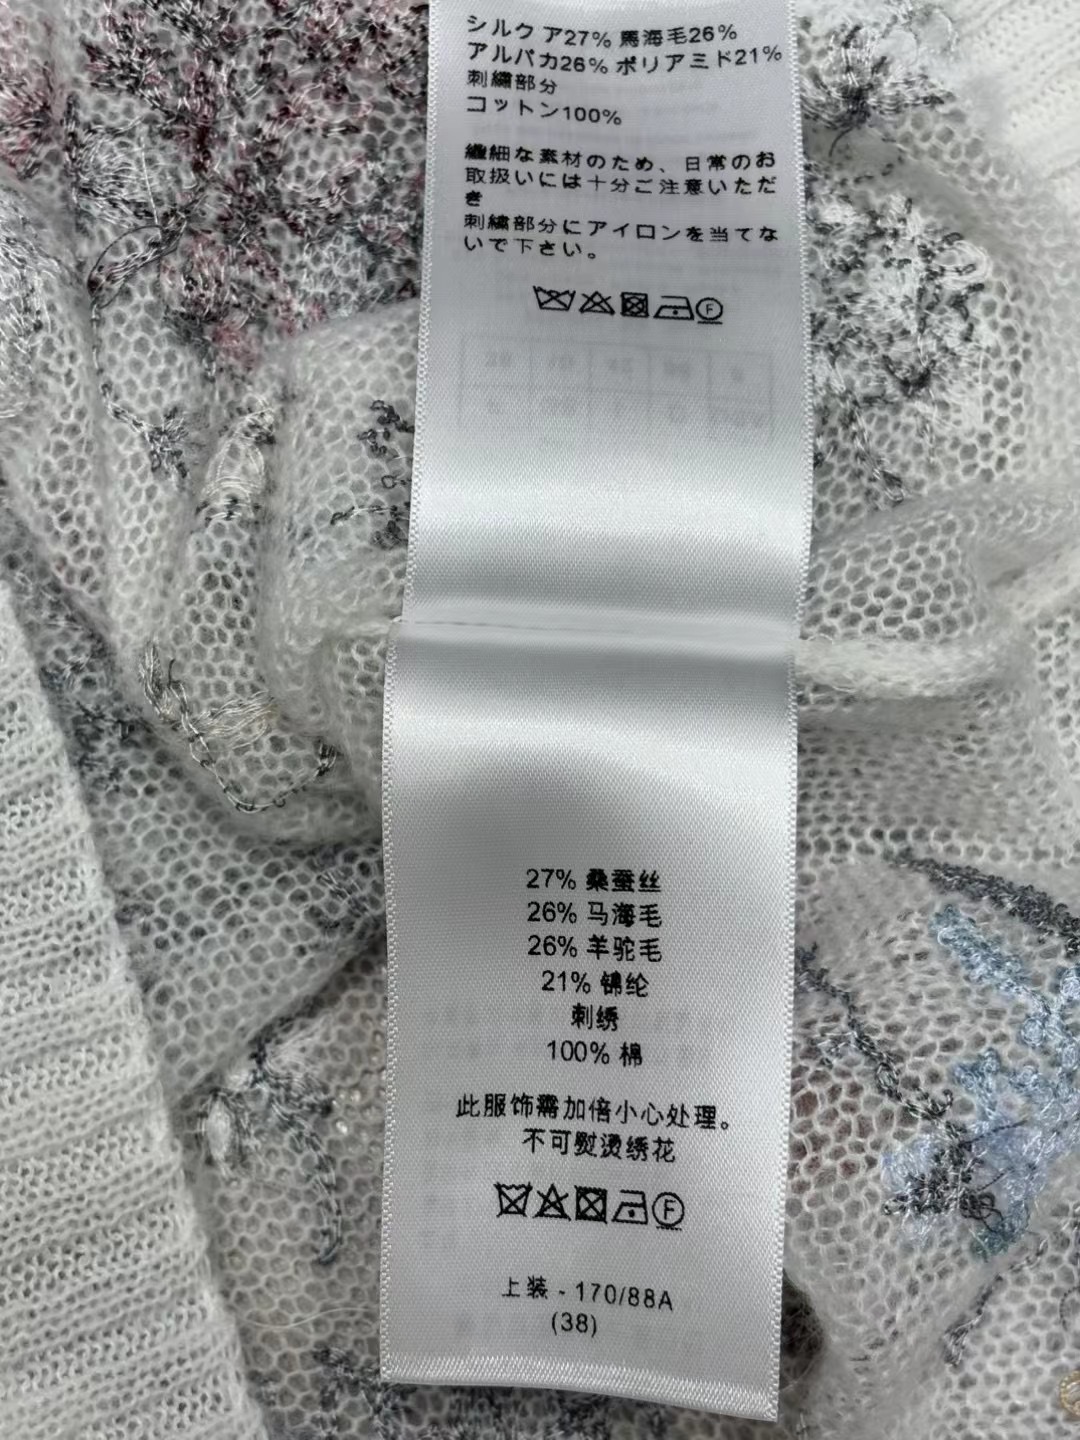 シルク ア27% 馬海毛26%
アルパカ26% ポリアミド21%
刺繍部分
コットン100%
繊細な素材のため、日常のお
取扱いには十分ご注意いただ
き
刺繍部分にアイロンを当てな
いで下さい。
F
27% 桑蚕丝
26% 马海毛
26% 羊驼毛
21% 锦纶
刺绣
100% 棉
此服饰需加倍小心处理。
不可熨烫绣花
F
上装 - 170/88A
(38)